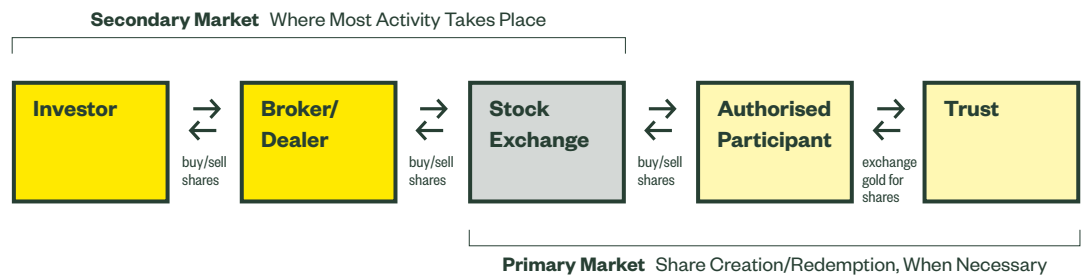 Secondary Market Where Most Activity Takes Place
Investor
buy/sell
shares
Broker/
Dealer
buy/sell
shares
Stock
Exchange
buy/sell
shares
Authorised
Participant
exchange
gold for
shares
Trust
Primary Market Share Creation/Redemption, When Necessary